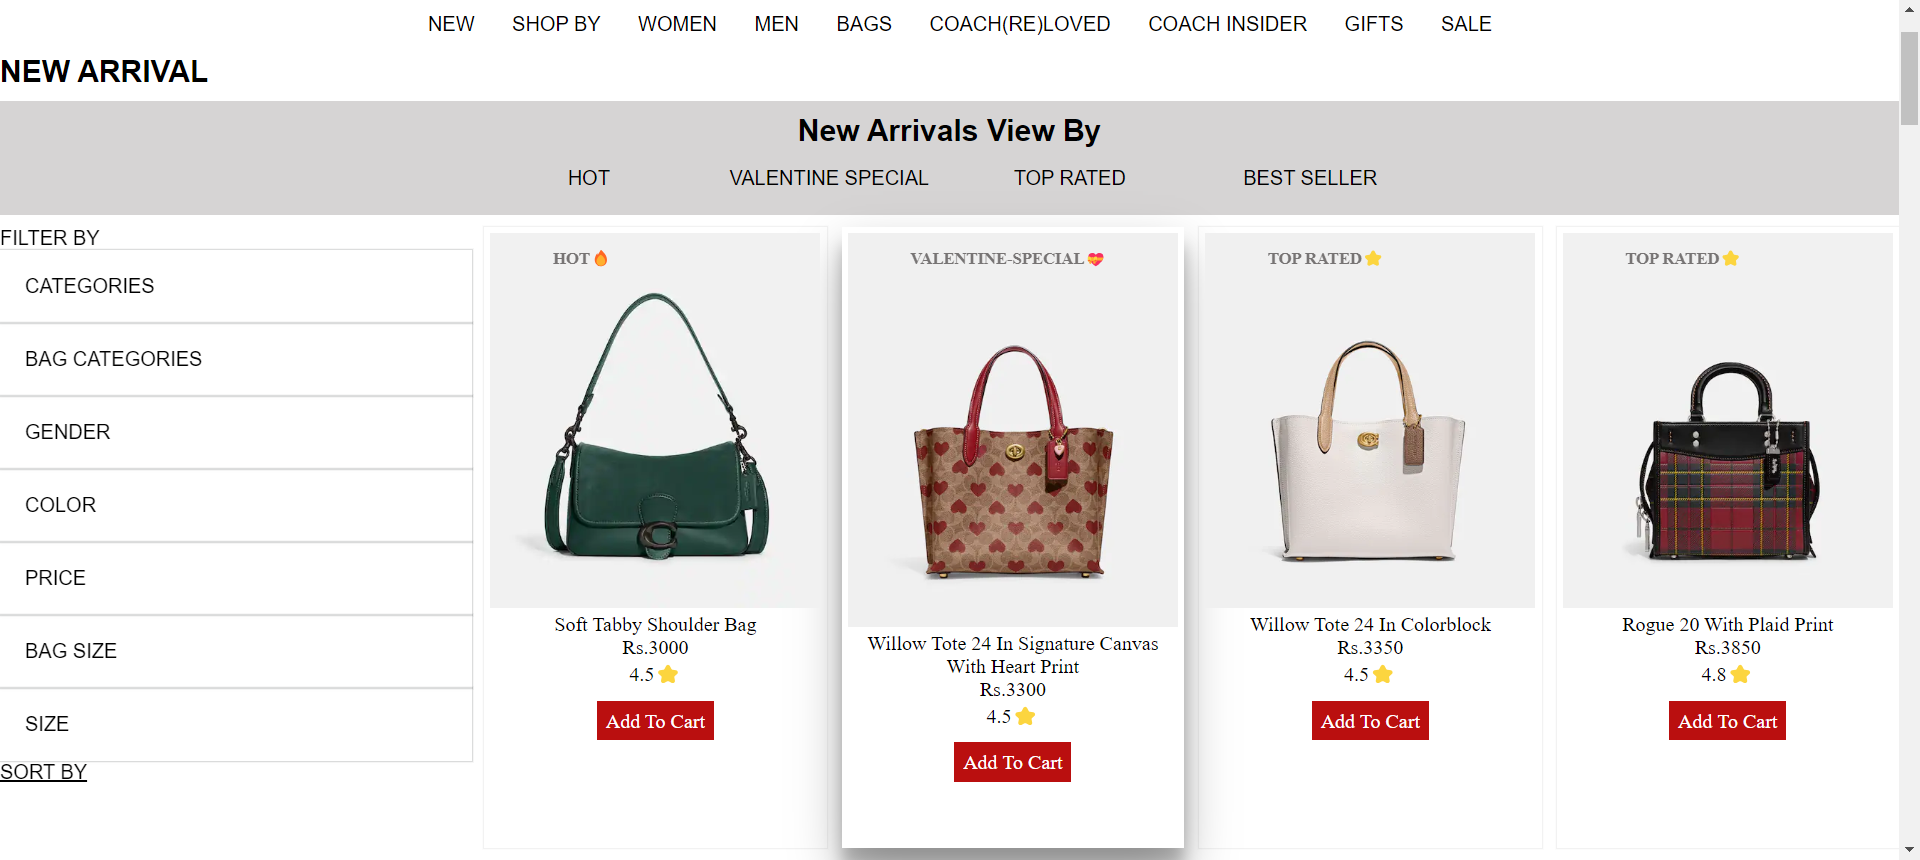 NEW SHOP BY WOMEN MEN BAGS COACH(RE)LOVED COACH INSIDER GIFTS SALE
NEW ARRIVAL
New Arrivals View By
HOT VALENTINE SPECIAL TOP RATED BEST SELLER
FILTER BY
CATEGORIES
BAG CATEGORIES
GENDER
COLOR
PRICE
BAG SIZE
SIZE
SORT BY
HOT🔥
Soft Tabby Shoulder Bag
Rs.3000
4.5⭐
Add To Cart
VALENTINE-SPECIAL💝
Willow Tote 24 In Signature Canvas
With Heart Print
Rs.3300
4.5⭐
Add To Cart
TOP RATED⭐
Willow Tote 24 In Colorblock
Rs.3350
4.5⭐
Add To Cart
TOP RATED⭐
Rogue 20 With Plaid Print
Rs.3850
4.8⭐
Add To Cart